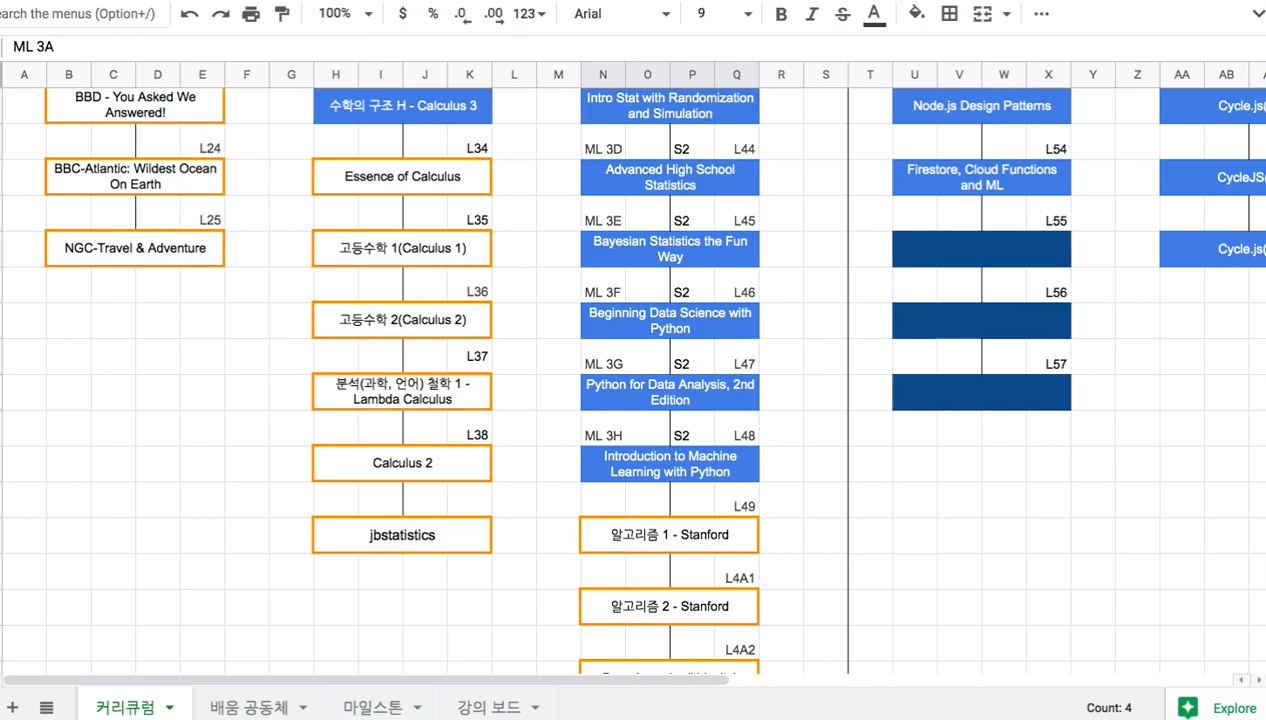 earch the menus (Option+/)
100%
$
%
.0
.00
123
Arial
9
B
I
S
A
ML 3A
A B C D E F G H I J K L M N O P Q R S T U V W X Y Z AA AB
BBD - You Asked We
Answered!
수학의 구조 H - Calculus 3
Intro Stat with Randomization
and Simulation
Node.js Design Patterns
Cycle.js(
L24
L34
ML 3D S2 L44
L54
BBC-Atlantic: Wildest Ocean
On Earth
Essence of Calculus
Advanced High School
Statistics
Firestore, Cloud Functions
and ML
CycleJS(
L25
L35
ML 3E S2 L45
L55
NGC-Travel & Adventure
고등수학 1(Calculus 1)
Bayesian Statistics the Fun
Way
Cycle.js(
L36
ML 3F S2 L46
L56
고등수학 2(Calculus 2)
Beginning Data Science with
Python
L37
ML 3G S2 L47
L57
분석(과학, 언어) 철학 1 -
Lambda Calculus
Python for Data Analysis, 2nd
Edition
L38
ML 3H S2 L48
Calculus 2
Introduction to Machine
Learning with Python
L49
jbstatistics
알고리즘 1 - Stanford
L4A1
알고리즘 2 - Stanford
L4A2
커리큐럼
배움 공동체
마일스톤
강의 보드
Count: 4
Explore